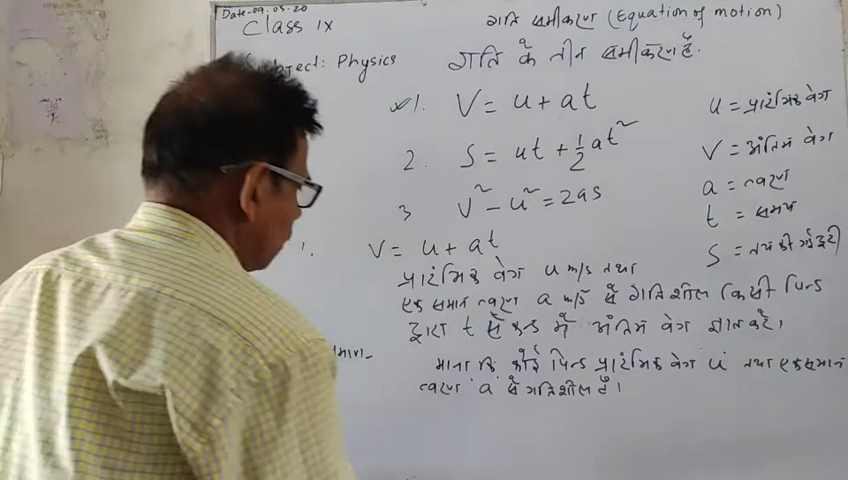 Date-09.05.20
Class IX
गति समीकरण (Equation of motion)
Subject: Physics
गति के तीन समीकरण हैं.
1. V = u + at
2. S = ut + 1/2 at²
3 V² - u² = 2as
u = प्रारंभिक वेग
V = अंतिम वेग
a = त्वरण
t = समय
S = तय की गई दूरी
1. V = u + at
प्रारंभिक वेग u m/s तथा
एक समान त्वरण a m/s² से गतिशील किसी पिन्ड
द्वारा t सेकन्ड में अंतिम वेग ज्ञात करें।
माना कि कोई पिन्ड प्रारंभिक वेग 'u' तथा एकसमान
त्वरण 'a' से गतिशील है।